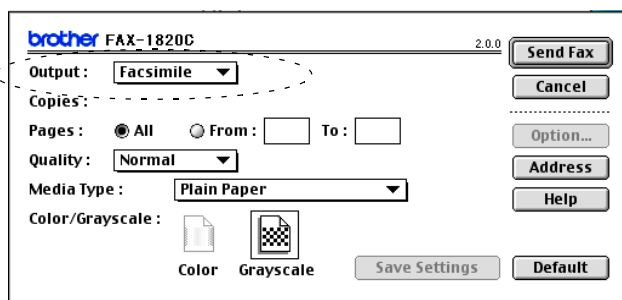 brother FAX-1820C 2.0.0
Send Fax
Output : Facsimile
Cancel
Copies :
Pages : All From : To :
Option...
Quality : Normal
Address
Media Type : Plain Paper
Help
Color/Grayscale :
Color Grayscale
Save Settings Default